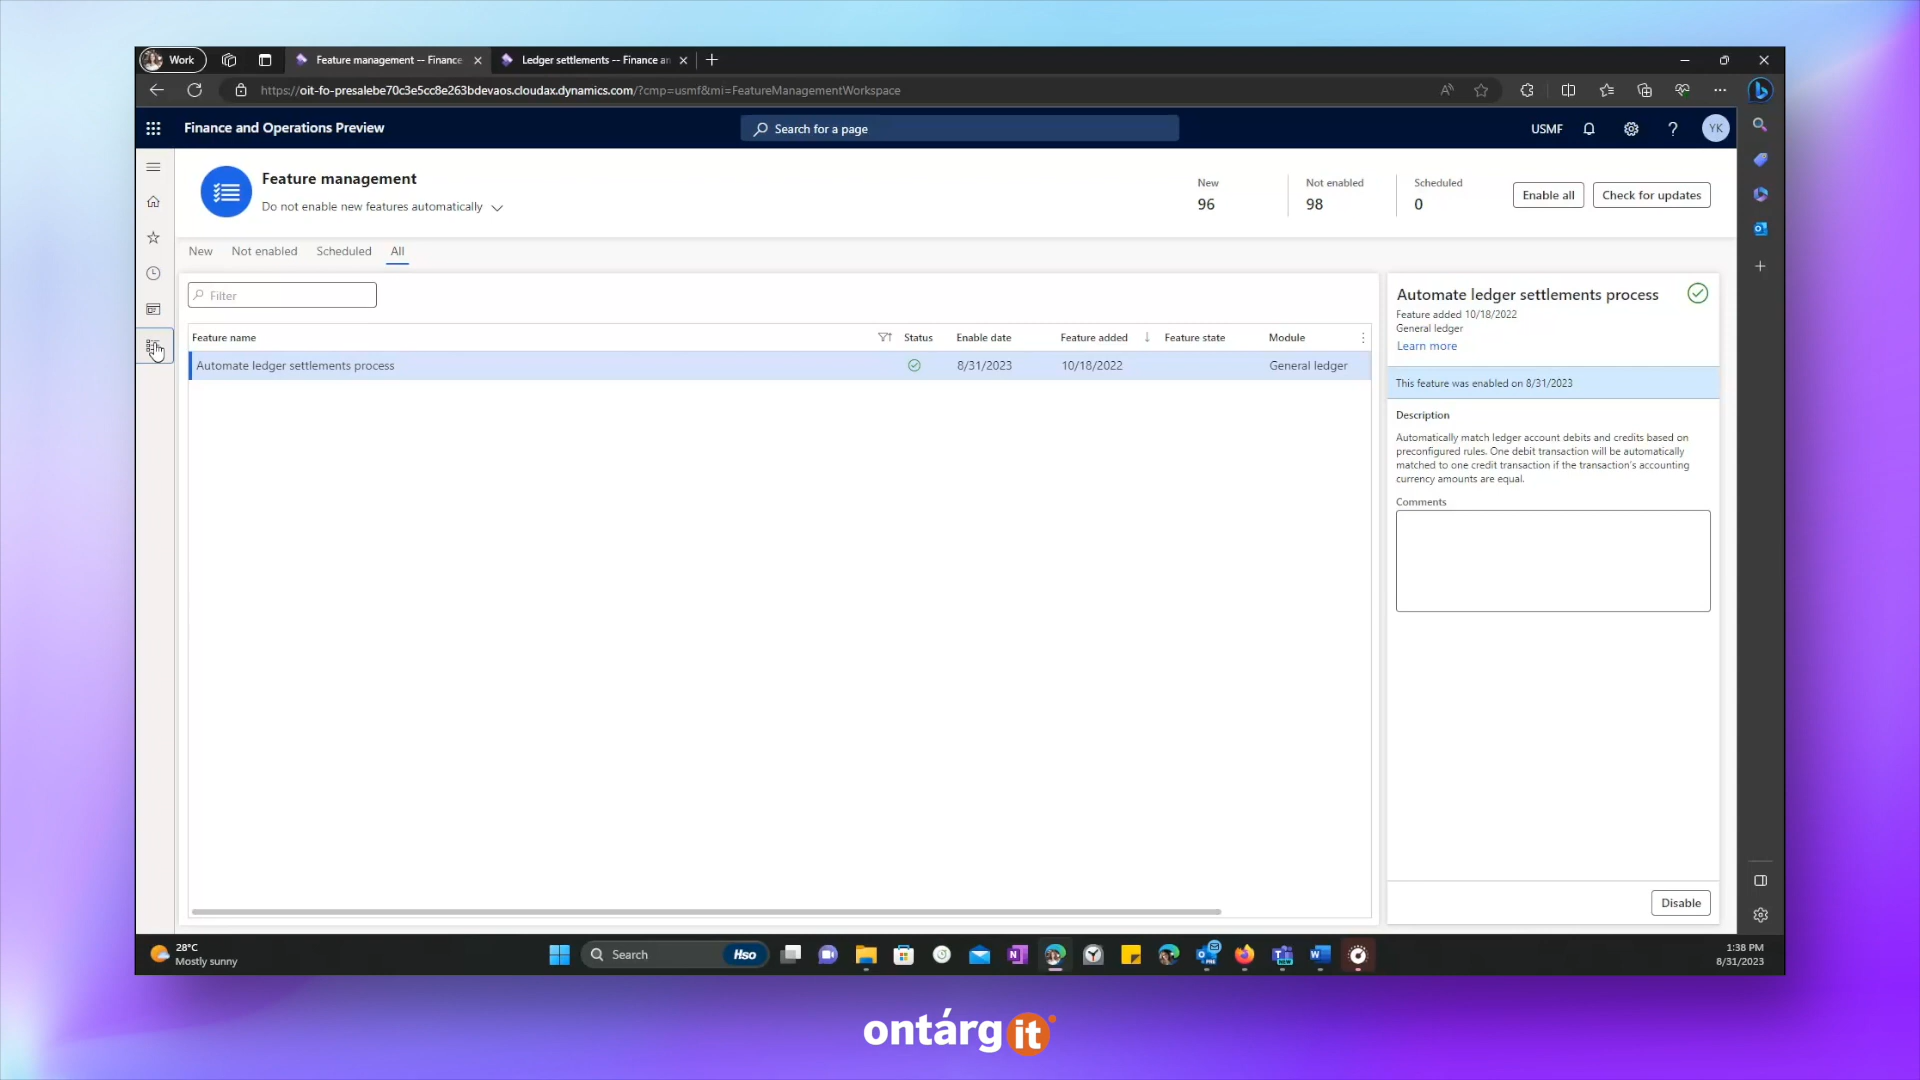 Work
Feature management -- Finance
Ledger settlements -- Finance an
https://oit-fo-presalebe70c3e5cc8e263bdevaos.cloudax.dynamics.com/?cmp=usmf&mi=FeatureManagementWorkspace
Finance and Operations Preview
Search for a page
USMF
YK
Feature management
Do not enable new features automatically
New
96
Not enabled
98
Scheduled
0
Enable all
Check for updates
New
Not enabled
Scheduled
All
Filter
Feature name
Status
Enable date
Feature added
Feature state
Module
Automate ledger settlements process
8/31/2023
10/18/2022
General ledger
Automate ledger settlements process
Feature added 10/18/2022
General ledger
Learn more
This feature was enabled on 8/31/2023
Description
Automatically match ledger account debits and credits based on
preconfigured rules. One debit transaction will be automatically
matched to one credit transaction if the transaction's accounting
currency amounts are equal.
Comments
Disable
28°C
Mostly sunny
Search
Hso
1:38 PM
8/31/2023
ontárg it